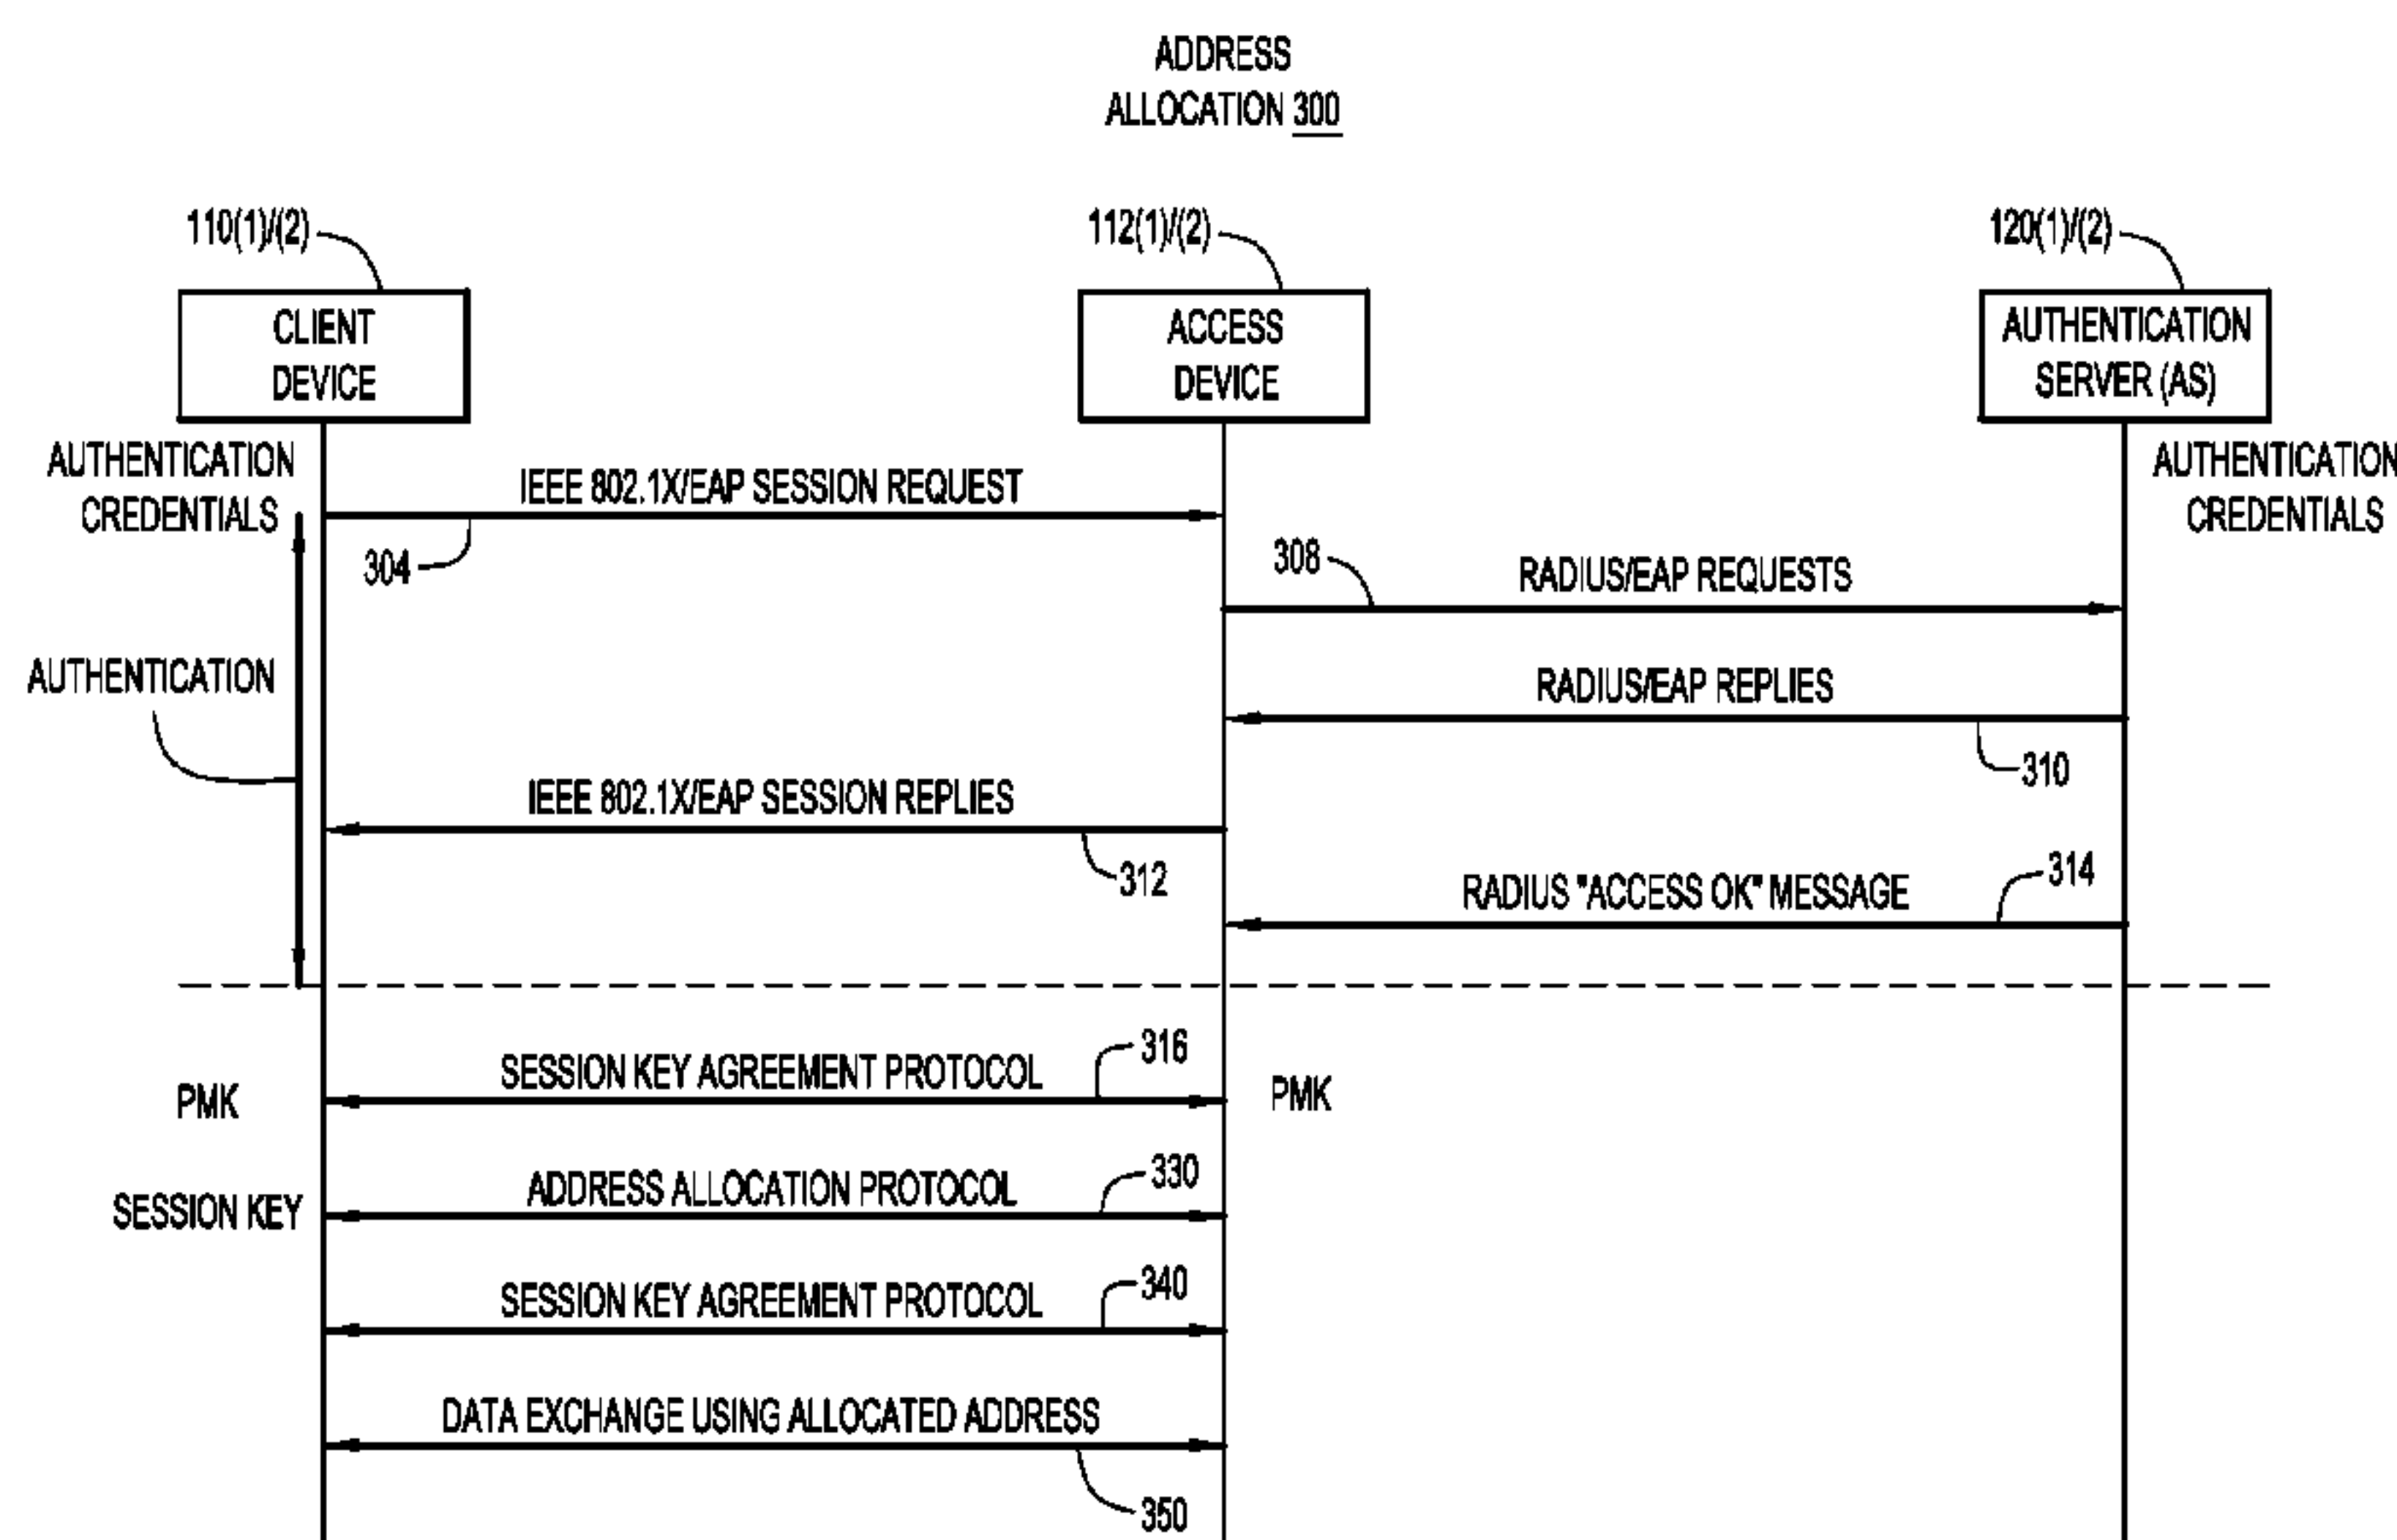 ADDRESS
ALLOCATION 300
110(1)/(2)
112(1)/(2)
120(1)/(2)
CLIENT
DEVICE
ACCESS
DEVICE
AUTHENTICATION
SERVER (AS)
AUTHENTICATION
CREDENTIALS
AUTHENTICATION
CREDENTIALS
IEEE 802.1X/EAP SESSION REQUEST
304
308
RADIUS/EAP REQUESTS
AUTHENTICATION
RADIUS/EAP REPLIES
310
IEEE 802.1X/EAP SESSION REPLIES
312
314
RADIUS "ACCESS OK" MESSAGE
316
SESSION KEY AGREEMENT PROTOCOL
PMK
PMK
330
ADDRESS ALLOCATION PROTOCOL
SESSION KEY
340
SESSION KEY AGREEMENT PROTOCOL
DATA EXCHANGE USING ALLOCATED ADDRESS
350